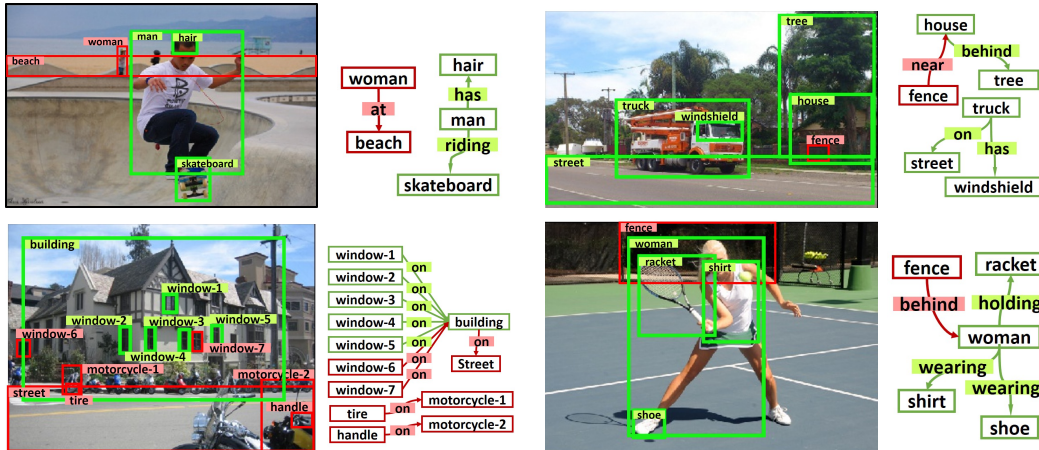 man
hair
woman
beach
skateboard
woman
at
beach
hair
has
man
riding
skateboard
tree
house
truck
windshield
fence
street
house
behind
near
tree
fence
truck
on
has
street
windshield
building
window-1
window-2
window-3
window-5
window-6
window-4
window-7
motorcycle-1
motorcycle-2
street
tire
handle
window-1
on
window-2
on
window-3
on
window-4
on
building
window-5
on
on
window-6
on
Street
window-7
on
tire
on
motorcycle-1
handle
on
motorcycle-2
fence
woman
racket
shirt
shoe
fence
racket
behind
holding
woman
wearing
wearing
shirt
shoe